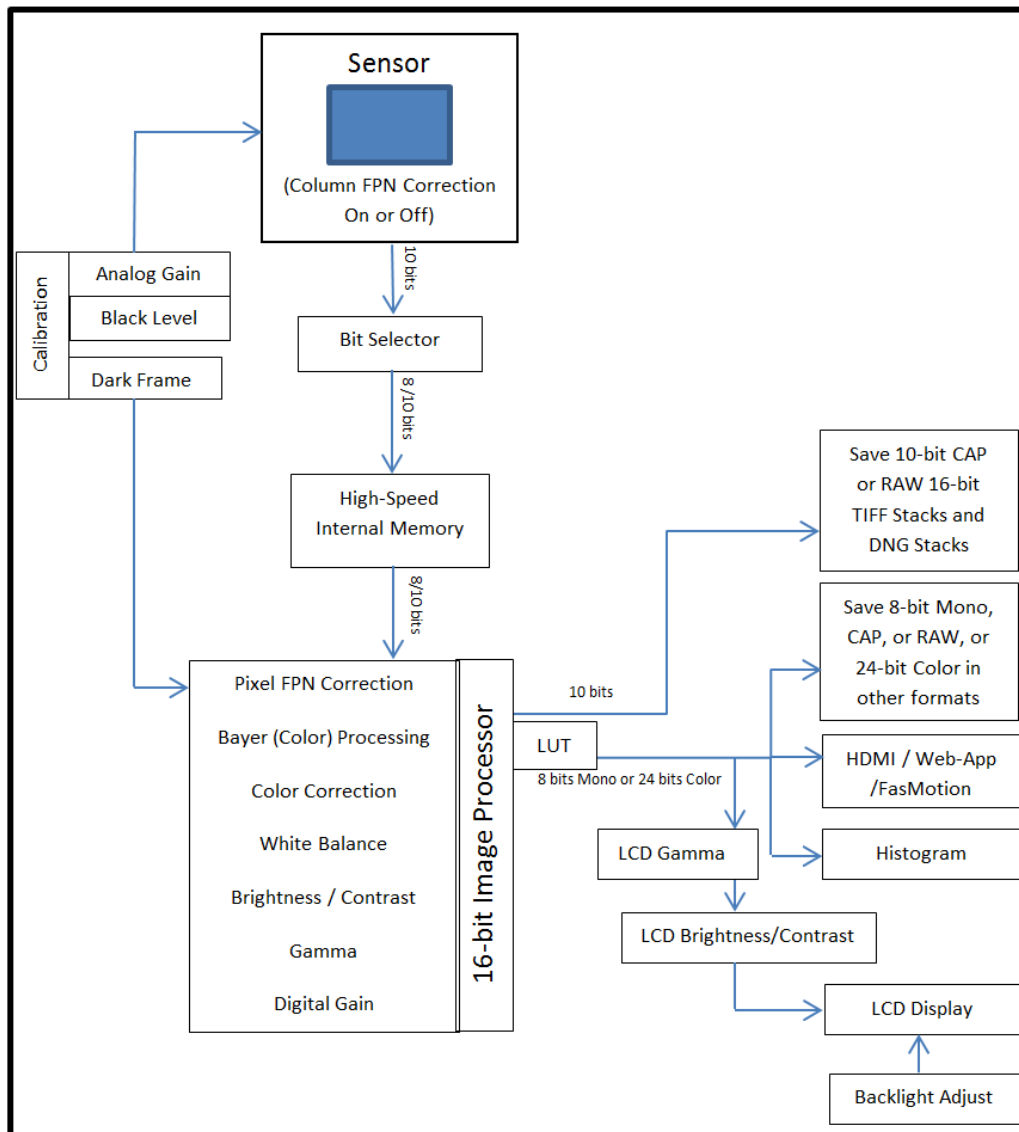 Sensor
(Column FPN Correction
On or Off)
10 bits
Calibration
Analog Gain
Black Level
Dark Frame
Bit Selector
8 /10 bits
High-Speed
Internal Memory
8/10 bits
Pixel FPN Correction
Bayer (Color) Processing
Color Correction
White Balance
Brightness / Contrast
Gamma
Digital Gain
16-bit Image Processor
10 bits
LUT
8 bits Mono or 24 bits Color
Save 10-bit CAP
or RAW 16-bit
TIFF Stacks and
DNG Stacks
Save 8-bit Mono,
CAP, or RAW, or
24-bit Color in
other formats
HDMI / Web-App
/FasMotion
Histogram
LCD Gamma
LCD Brightness/Contrast
LCD Display
Backlight Adjust